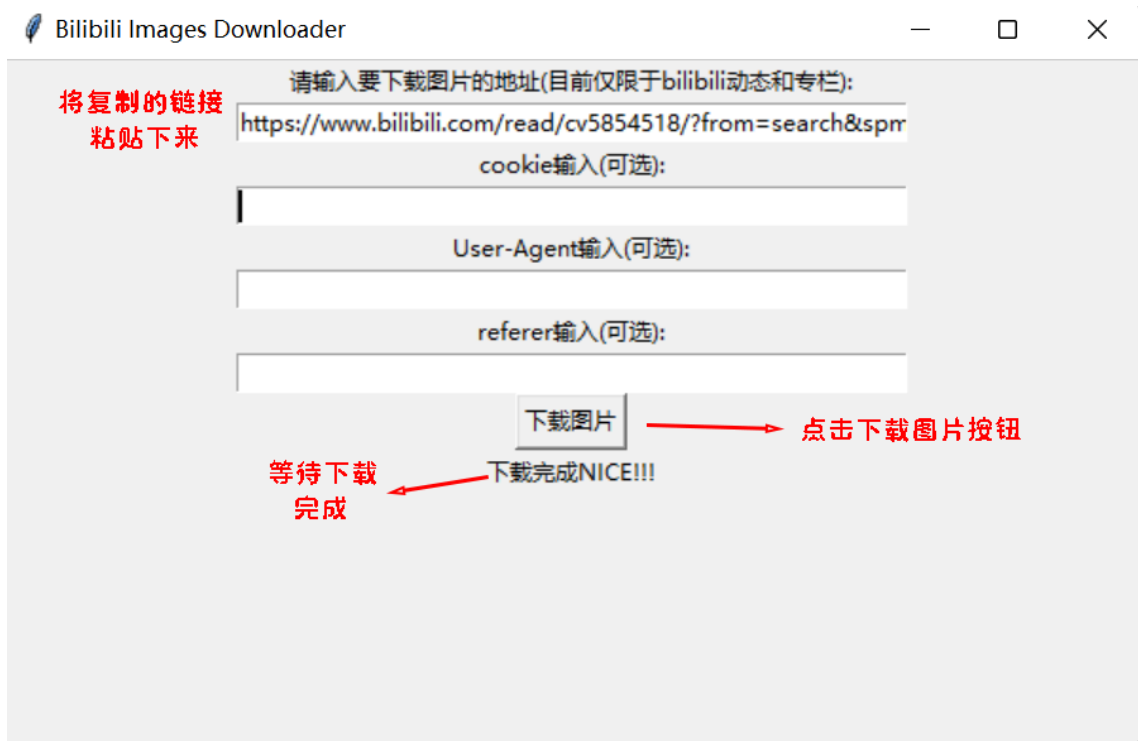 Bilibili Images Downloader
请输入要下载图片的地址(目前仅限于bilibili动态和专栏):
将复制的链接
粘贴下来
https://www.bilibili.com/read/cv5854518/?from=search&spm
cookie输入(可选):
User-Agent输入(可选):
referer输入(可选):
下载图片
点击下载图片按钮
等待下载
完成
下载完成NICE!!!